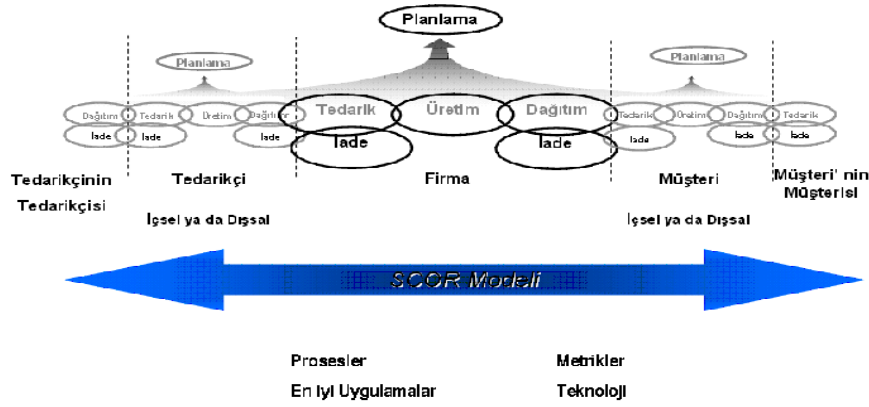 Planlama
Planlama
Planlama
Dağıtım Tedarik Üretim Dağıtım Tedarik Üretim Dağıtım Tedarik Üretim Dağıtım Tedarik
İade İade İade İade İade İade İade İade
Tedarikçinin
Tedarikçisi
Tedarikçi
Firma
Müşteri
Müşteri' nin
Müşterisi
İçsel ya da Dışsal
İçsel ya da Dışsal
SCOR Modeli
Prosesler Metrikler
En iyi Uygulamalar Teknoloji